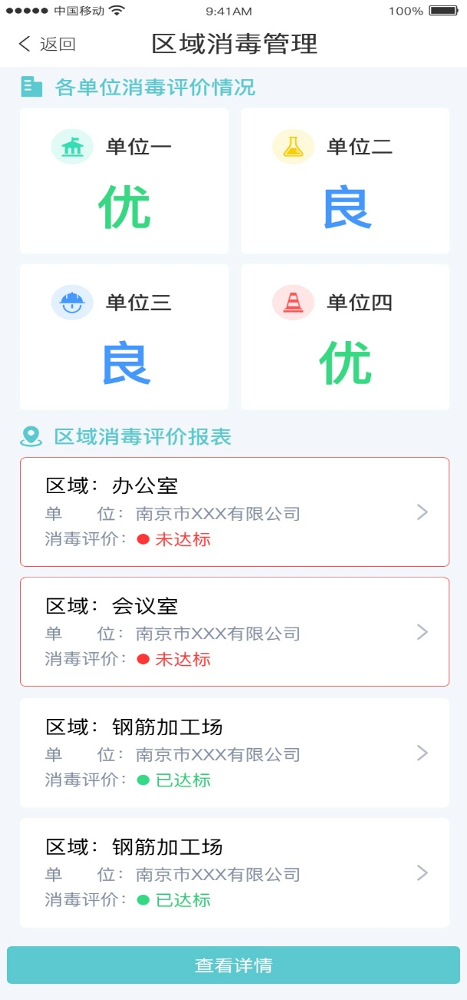 中国移动 9:41AM 100%
返回 区域消毒管理
各单位消毒评价情况
单位一 单位二
优 良
单位三 单位四
良 优
区域消毒评价报表
区域：办公室
单 位：南京市XXX有限公司
消毒评价：未达标
区域：会议室
单 位：南京市XXX有限公司
消毒评价：未达标
区域：钢筋加工场
单 位：南京市XXX有限公司
消毒评价：已达标
区域：钢筋加工场
单 位：南京市XXX有限公司
消毒评价：已达标
查看详情